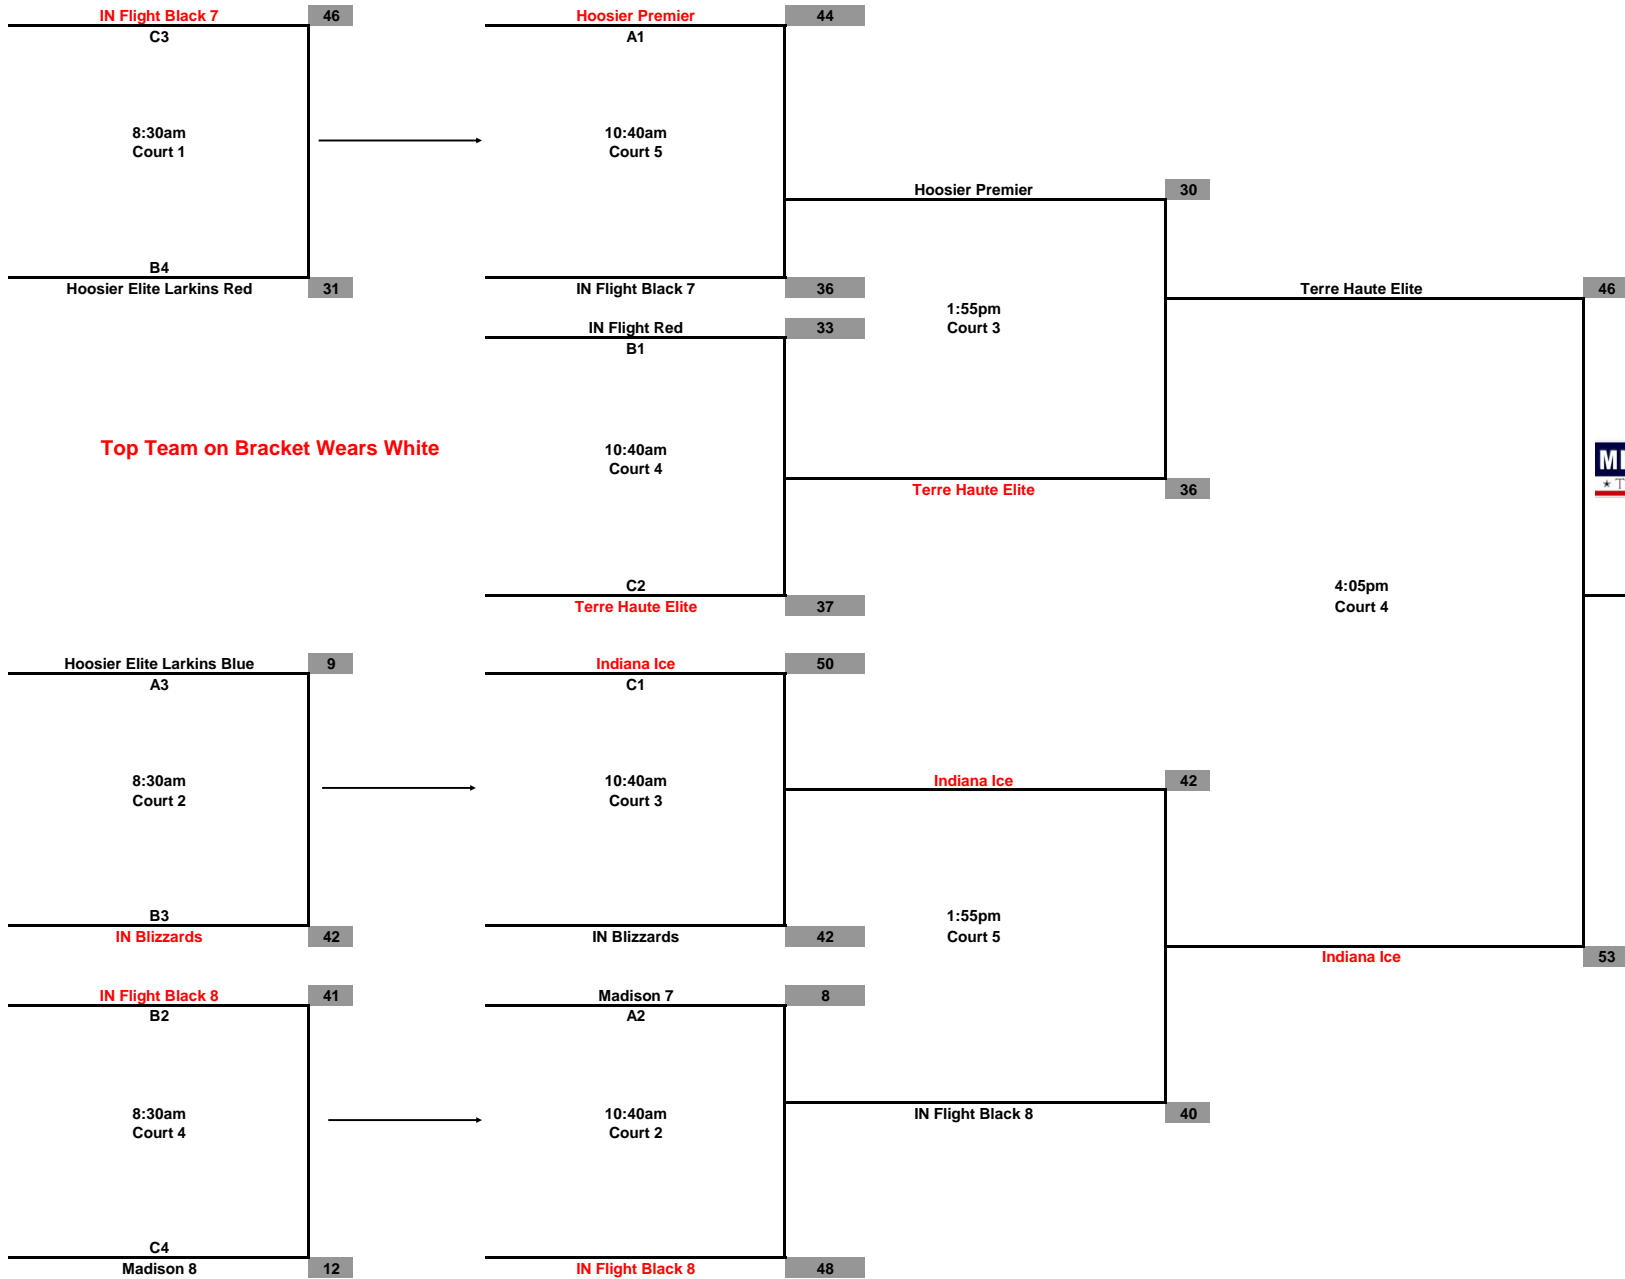 IN Flight Black 7 46
C3
8:30am
Court 1
B4
Hoosier Elite Larkins Red 31
Hoosier Premier 44
A1
10:40am
Court 5
IN Flight Black 7 36
IN Flight Red 33
B1
Top Team on Bracket Wears White
10:40am
Court 4
C2
Terre Haute Elite 37
Hoosier Premier 30
1:55pm
Court 3
Terre Haute Elite 36
Terre Haute Elite 46
4:05pm
Court 4
Indiana Ice 53
Hoosier Elite Larkins Blue 9
A3
8:30am
Court 2
B3
IN Blizzards 42
Indiana Ice 50
C1
10:40am
Court 3
IN Blizzards 42
Indiana Ice 42
1:55pm
Court 5
IN Flight Black 8 40
IN Flight Black 8 41
B2
8:30am
Court 4
C4
Madison 8 12
Madison 7 8
A2
10:40am
Court 2
IN Flight Black 8 48